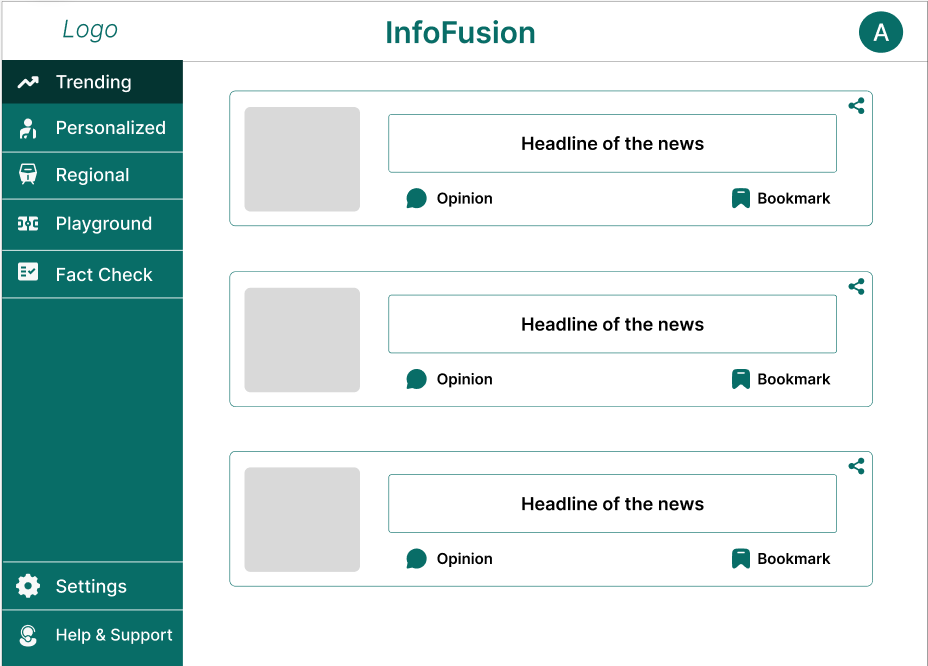 Logo
InfoFusion
A
Trending
Personalized
Regional
Playground
Fact Check
Settings
Help & Support
Headline of the news
Opinion
Bookmark
Headline of the news
Opinion
Bookmark
Headline of the news
Opinion
Bookmark